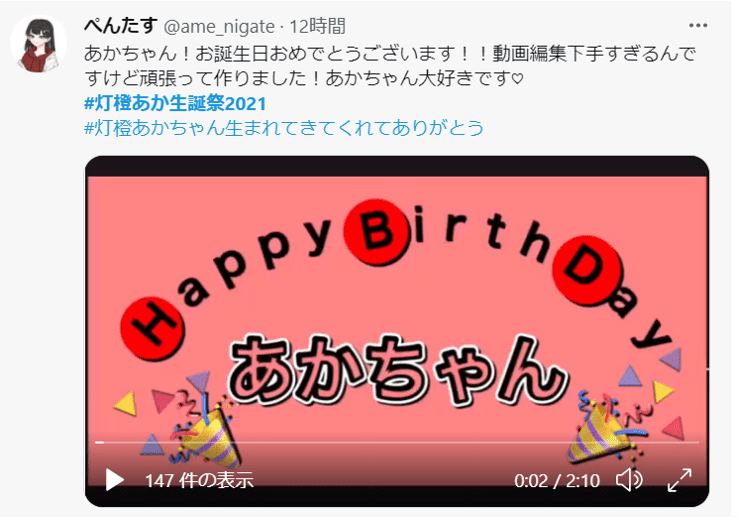 ぺんたす @ame_nigate · 12時間
あかちゃん！お誕生日おめでとうございます！！動画編集下手すぎるんで
すけど頑張って作りました！あかちゃん大好きです♡
#灯橙あか生誕祭2021
#灯橙あかちゃん生まれてきてくれてありがとう
Happy BirthDay
あかちゃん
147 件の表示 0:02 / 2:10